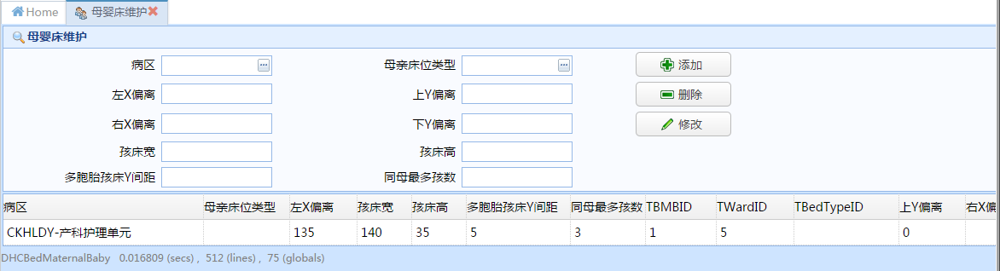 Home 母婴床维护
母婴床维护
病区 母亲床位类型 添加
左X偏离 上Y偏离 删除
右X偏离 下Y偏离 修改
孩床宽 孩床高
多胞胎孩床Y间距 同母最多孩数
病区 母亲床位类型 左X偏离 孩床宽 孩床高 多胞胎孩床Y间距 同母最多孩数 TBMBID TWardID TBedTypeID 上Y偏离 右X偏
CKHLDY-产科护理单元 135 140 35 5 3 1 5 0
DHCBedMaternalBaby 0.016809 (secs) , 512 (lines) , 75 (globals)